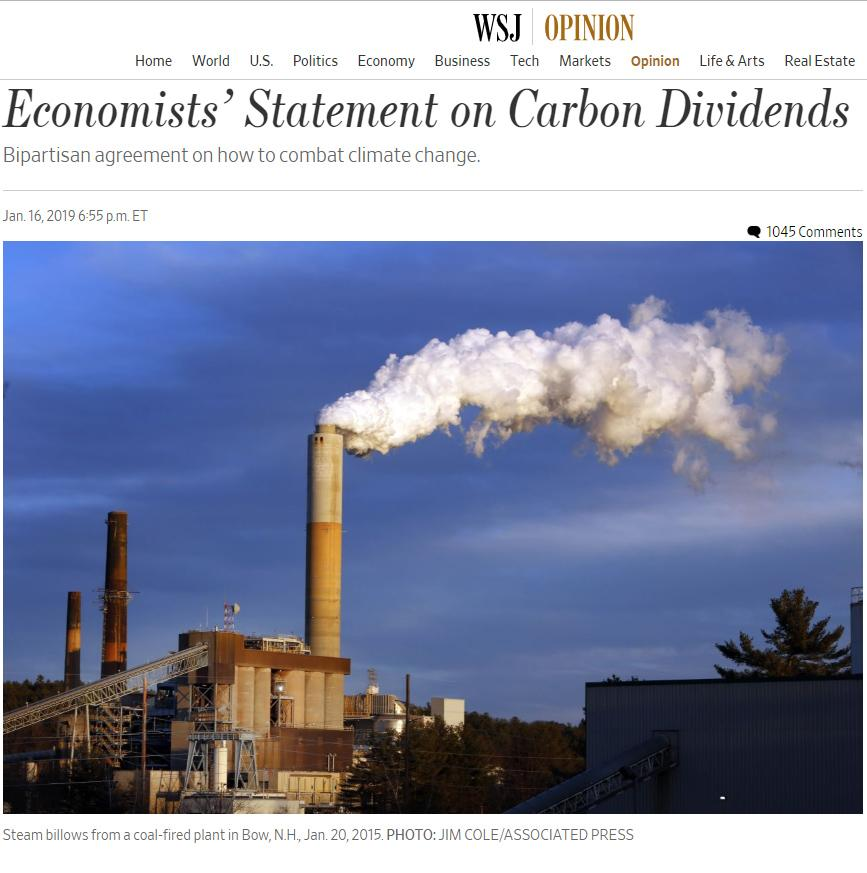 WSJ OPINION
Home World U.S. Politics Economy Business Tech Markets Opinion Life & Arts Real Estate
Economists’ Statement on Carbon Dividends
Bipartisan agreement on how to combat climate change.
Jan. 16, 2019 6:55 p.m. ET
1045 Comments
Steam billows from a coal-fired plant in Bow, N.H., Jan. 20, 2015. PHOTO: JIM COLE/ASSOCIATED PRESS